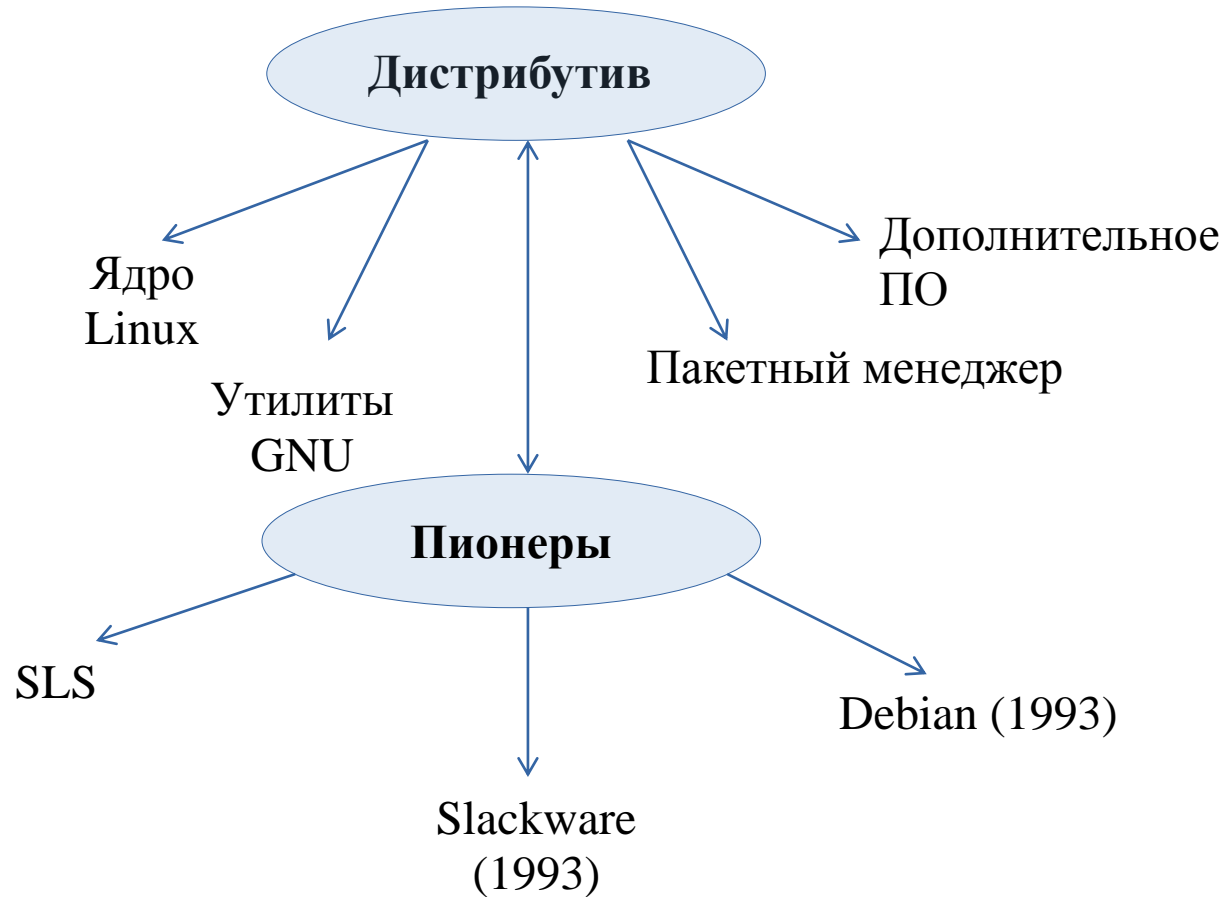 Дистрибутив
Ядро
Linux
Утилиты
GNU
Пакетный менеджер
Дополнительное
ПО
Пионеры
SLS
Slackware
(1993)
Debian (1993)